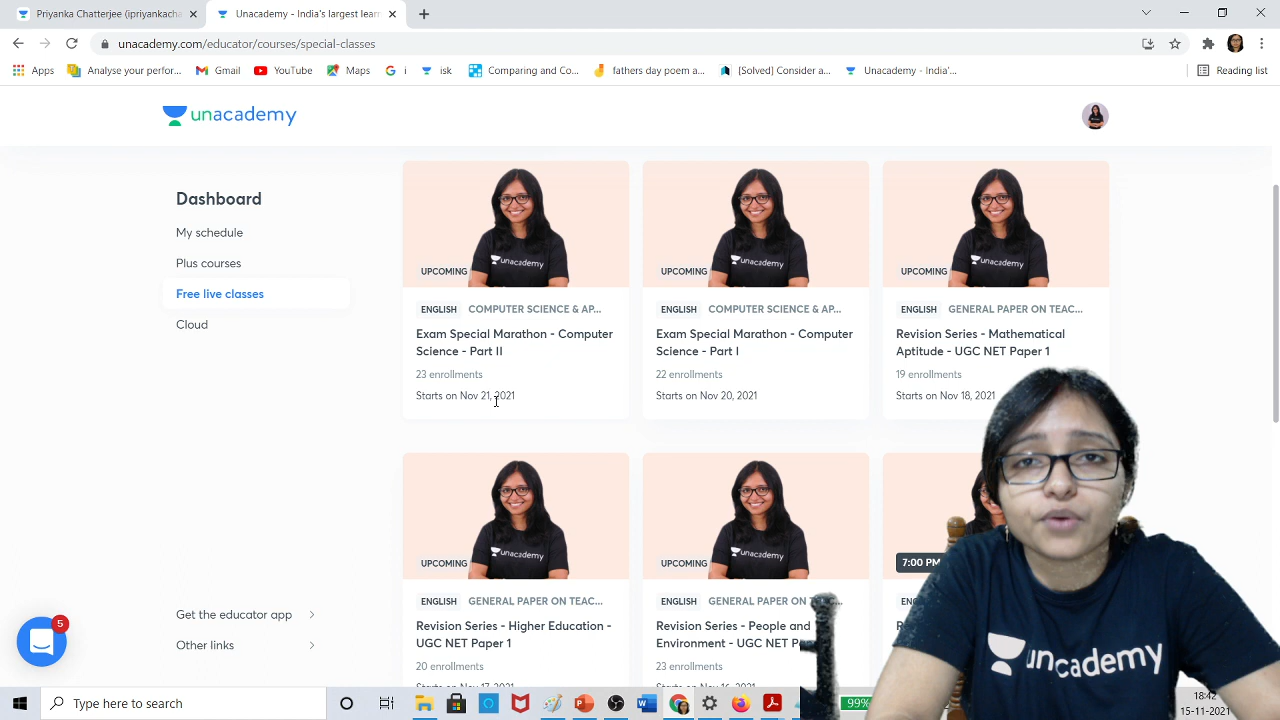 Priyanka Chatterjee (priyankacha
Unacademy - India's largest learn
unacademy.com/educator/courses/special-classes
Apps
Analyse your perfor...
Gmail
YouTube
Maps
i
isk
Comparing and Co...
fathers day poem a...
[Solved] Consider a...
Unacademy - India'...
Reading list
unacademy
Dashboard
My schedule
Plus courses
Free live classes
Cloud
Get the educator app
Other links
5
UPCOMING
ENGLISH COMPUTER SCIENCE & AP...
Exam Special Marathon - Computer
Science - Part II
23 enrollments
Starts on Nov 21, 2021
UPCOMING
ENGLISH COMPUTER SCIENCE & AP...
Exam Special Marathon - Computer
Science - Part I
22 enrollments
Starts on Nov 20, 2021
UPCOMING
ENGLISH GENERAL PAPER ON TEAC...
Revision Series - Mathematical
Aptitude - UGC NET Paper 1
19 enrollments
Starts on Nov 18, 2021
UPCOMING
ENGLISH GENERAL PAPER ON TEAC...
Revision Series - Higher Education -
UGC NET Paper 1
20 enrollments
UPCOMING
ENGLISH GENERAL PAPER ON
Revision Series - People and
Environment - UGC NET
23 enrollments
7:00 PM
unacademy
unacademy
unacademy
unacademy
unacademy
unacademy
Type here to search
99%
18:42
15-11-2021